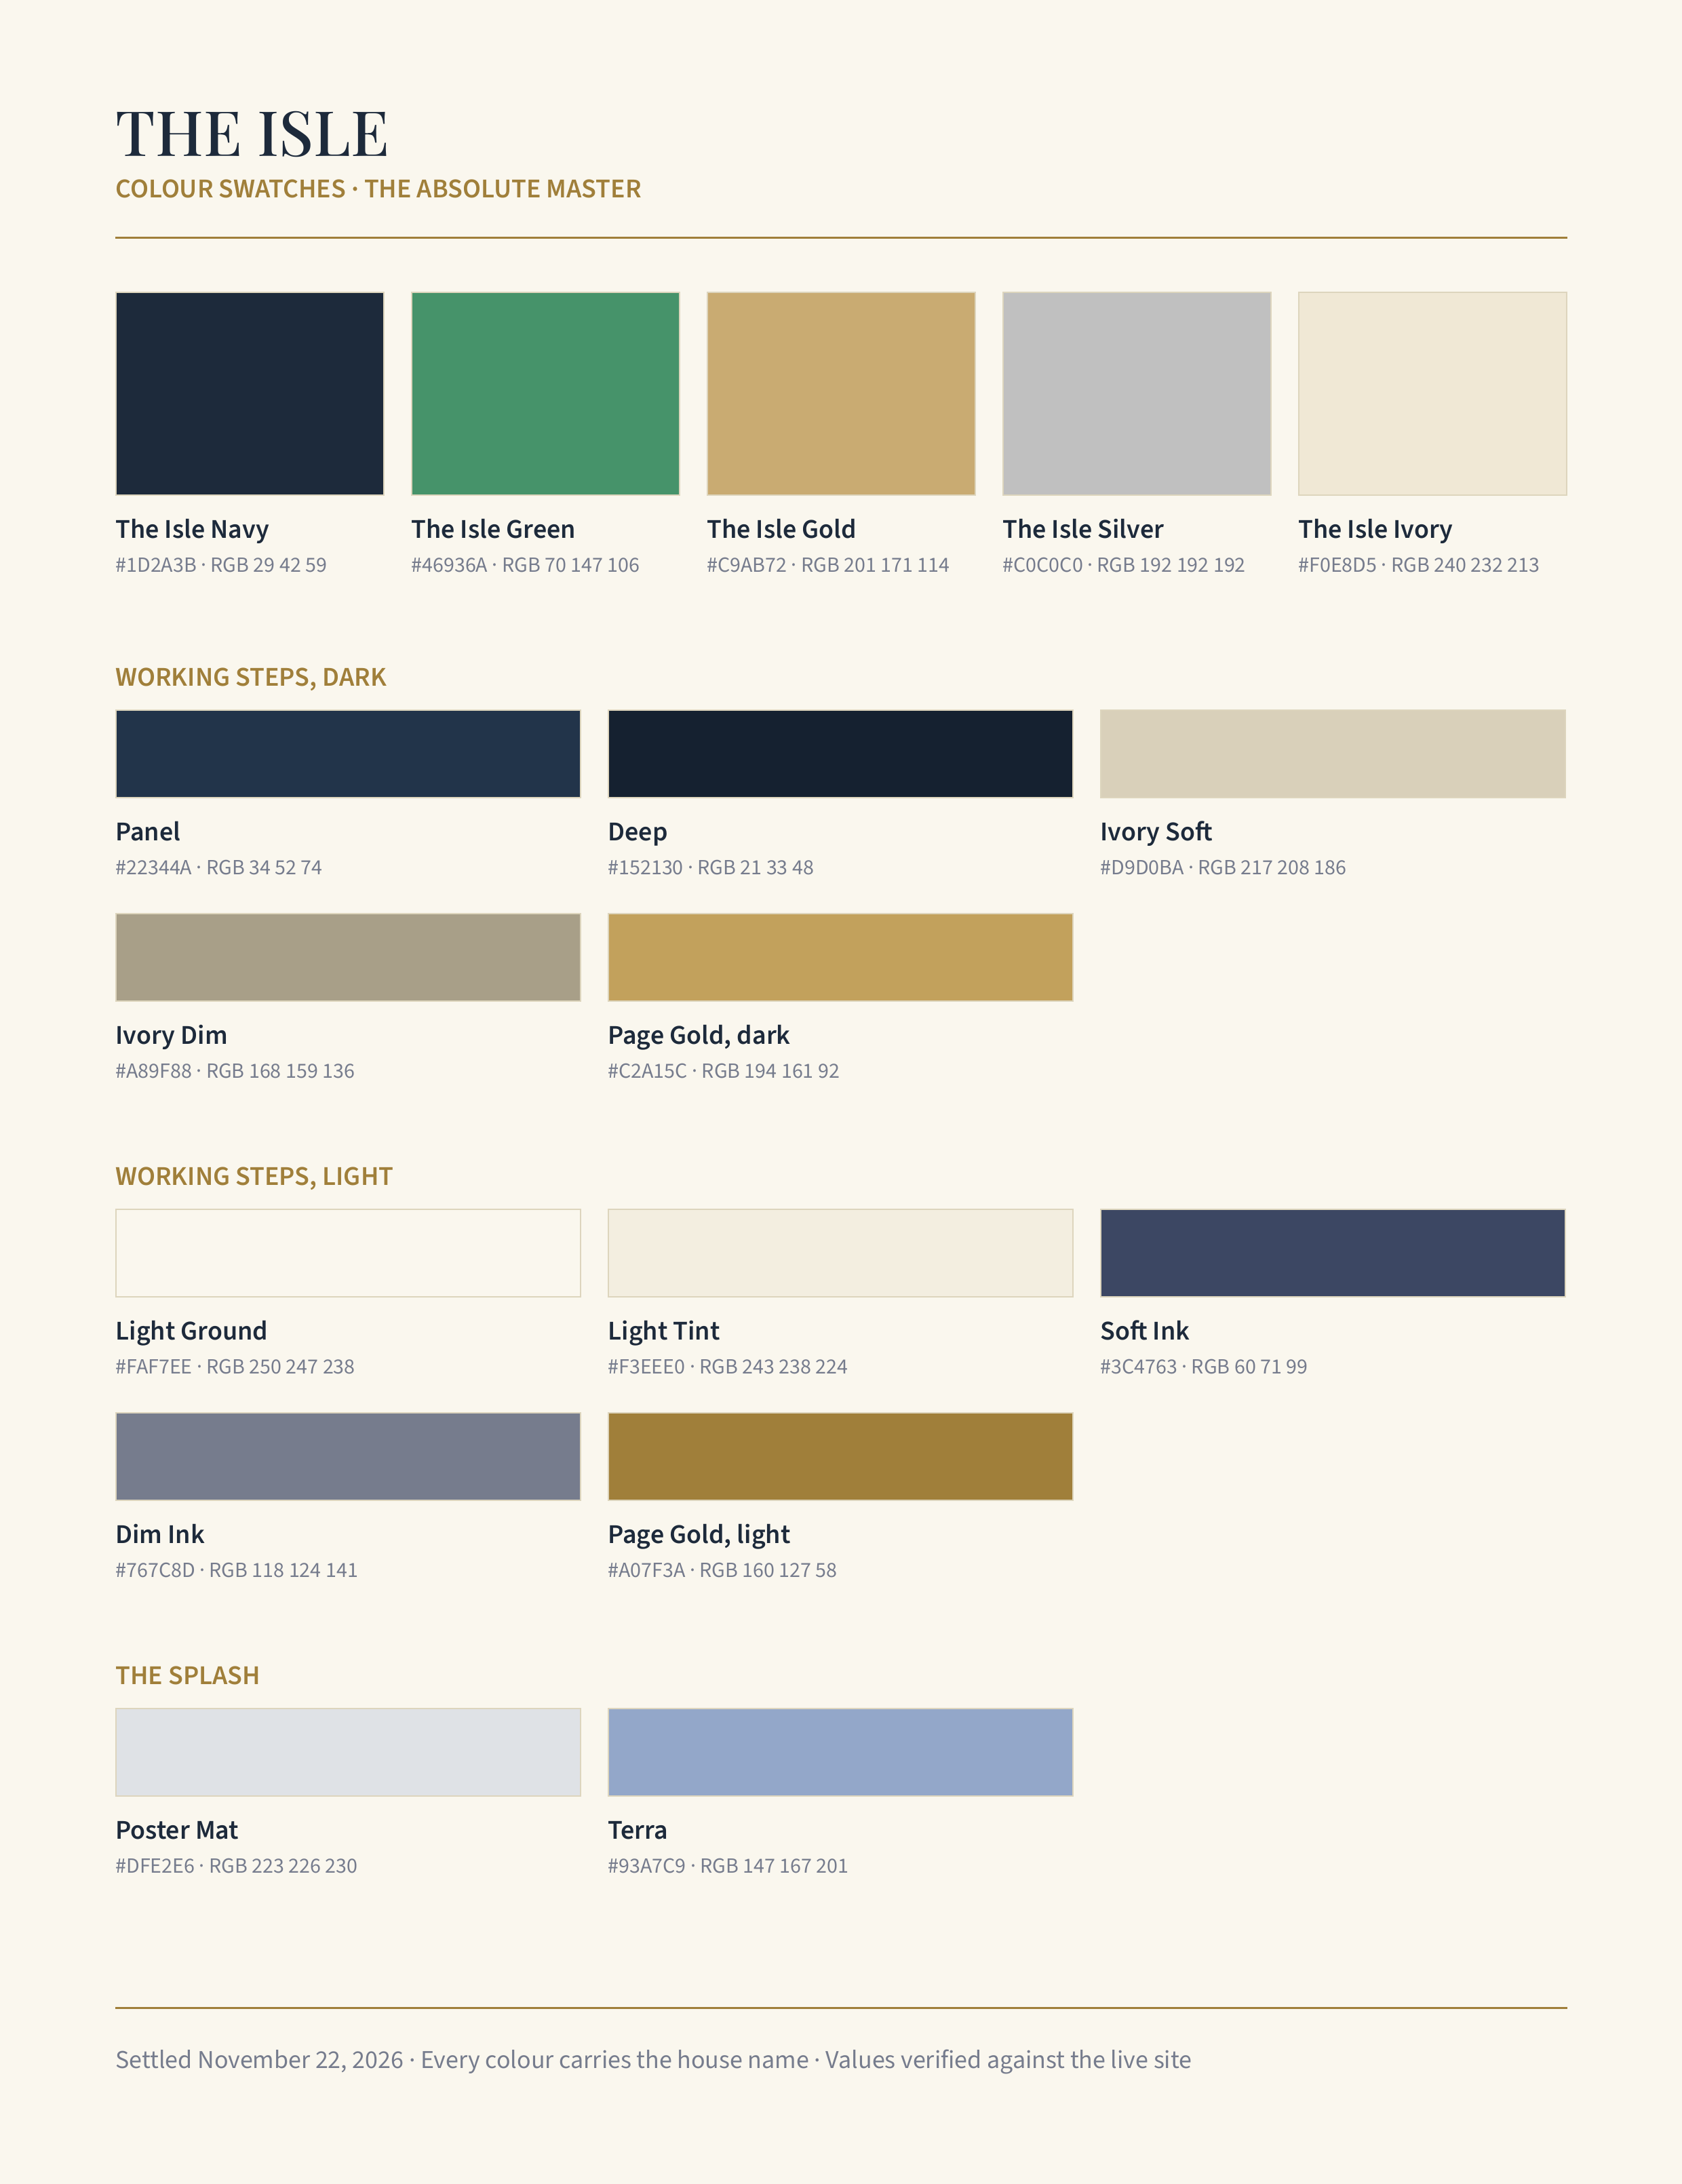 THE ISLE
COLOUR SWATCHES · THE ABSOLUTE MASTER
The Isle Navy
#1D2A3B · RGB 29 42 59
The Isle Green
#46936A · RGB 70 147 106
The Isle Gold
#C9AB72 · RGB 201 171 114
The Isle Silver
#C0C0C0 · RGB 192 192 192
The Isle Ivory
#F0E8D5 · RGB 240 232 213
WORKING STEPS, DARK
Panel
#22344A · RGB 34 52 74
Deep
#152130 · RGB 21 33 48
Ivory Soft
#D9D0BA · RGB 217 208 186
Ivory Dim
#A89F88 · RGB 168 159 136
Page Gold, dark
#C2A15C · RGB 194 161 92
WORKING STEPS, LIGHT
Light Ground
#FAF7EE · RGB 250 247 238
Light Tint
#F3EEE0 · RGB 243 238 224
Soft Ink
#3C4763 · RGB 60 71 99
Dim Ink
#767C8D · RGB 118 124 141
Page Gold, light
#A07F3A · RGB 160 127 58
THE SPLASH
Poster Mat
#DFE2E6 · RGB 223 226 230
Terra
#93A7C9 · RGB 147 167 201
Settled November 22, 2026 · Every colour carries the house name · Values verified against the live site